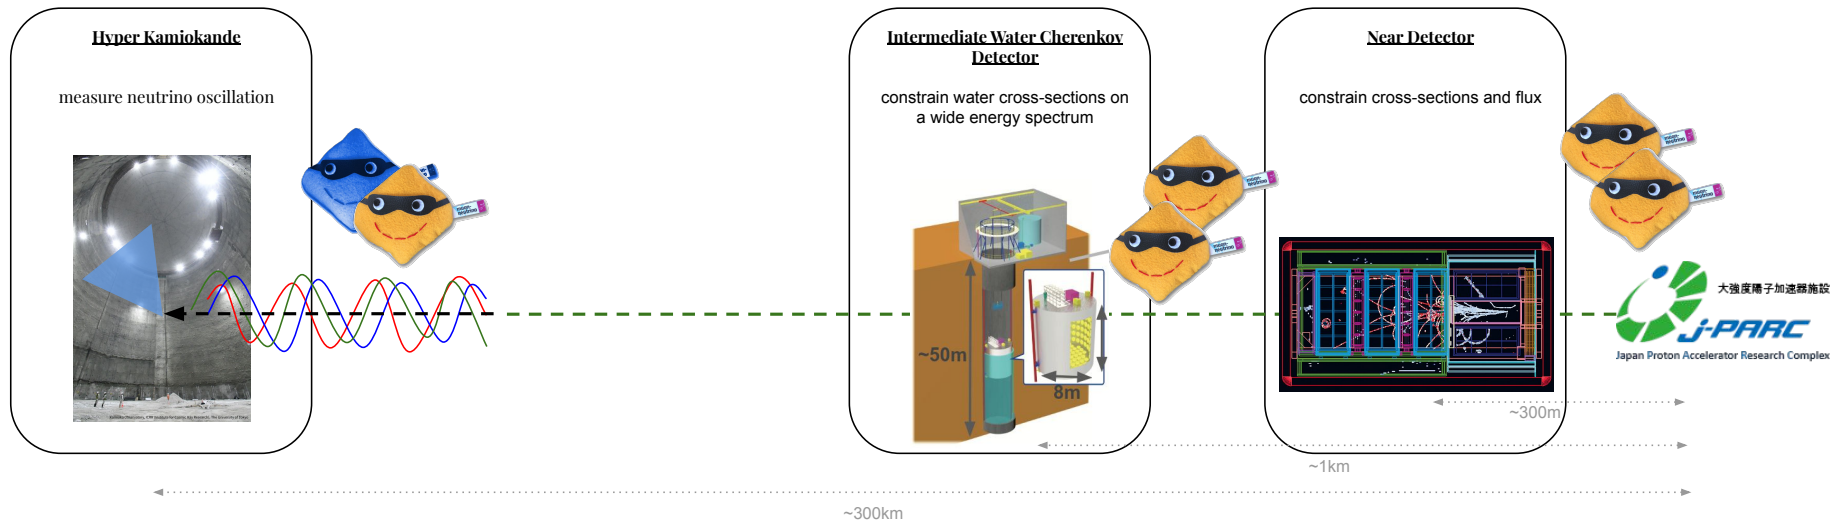 Hyper Kamiokande
measure neutrino oscillation
Intermediate Water Cherenkov
Detector
constrain water cross-sections on
a wide energy spectrum
~50m
8m
Near Detector
constrain cross-sections and flux
大強度陽子加速器施設
J-PARC
Japan Proton Accelerator Research Complex
~300m
~1km
~300km